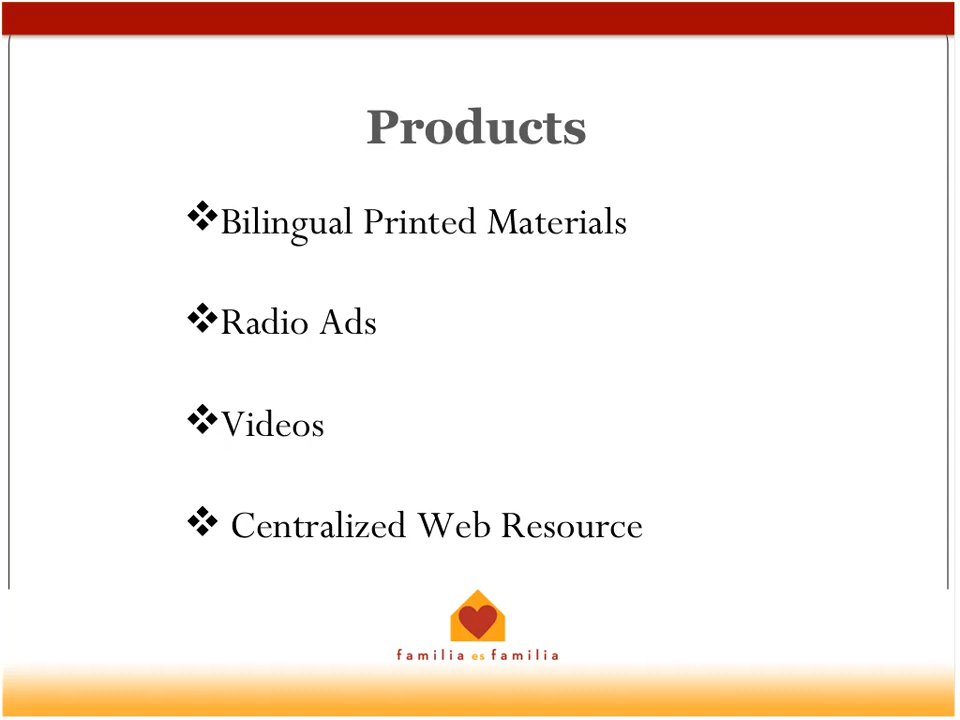 Products
❖Bilingual Printed Materials
❖Radio Ads
❖Videos
❖ Centralized Web Resource
familia es familia